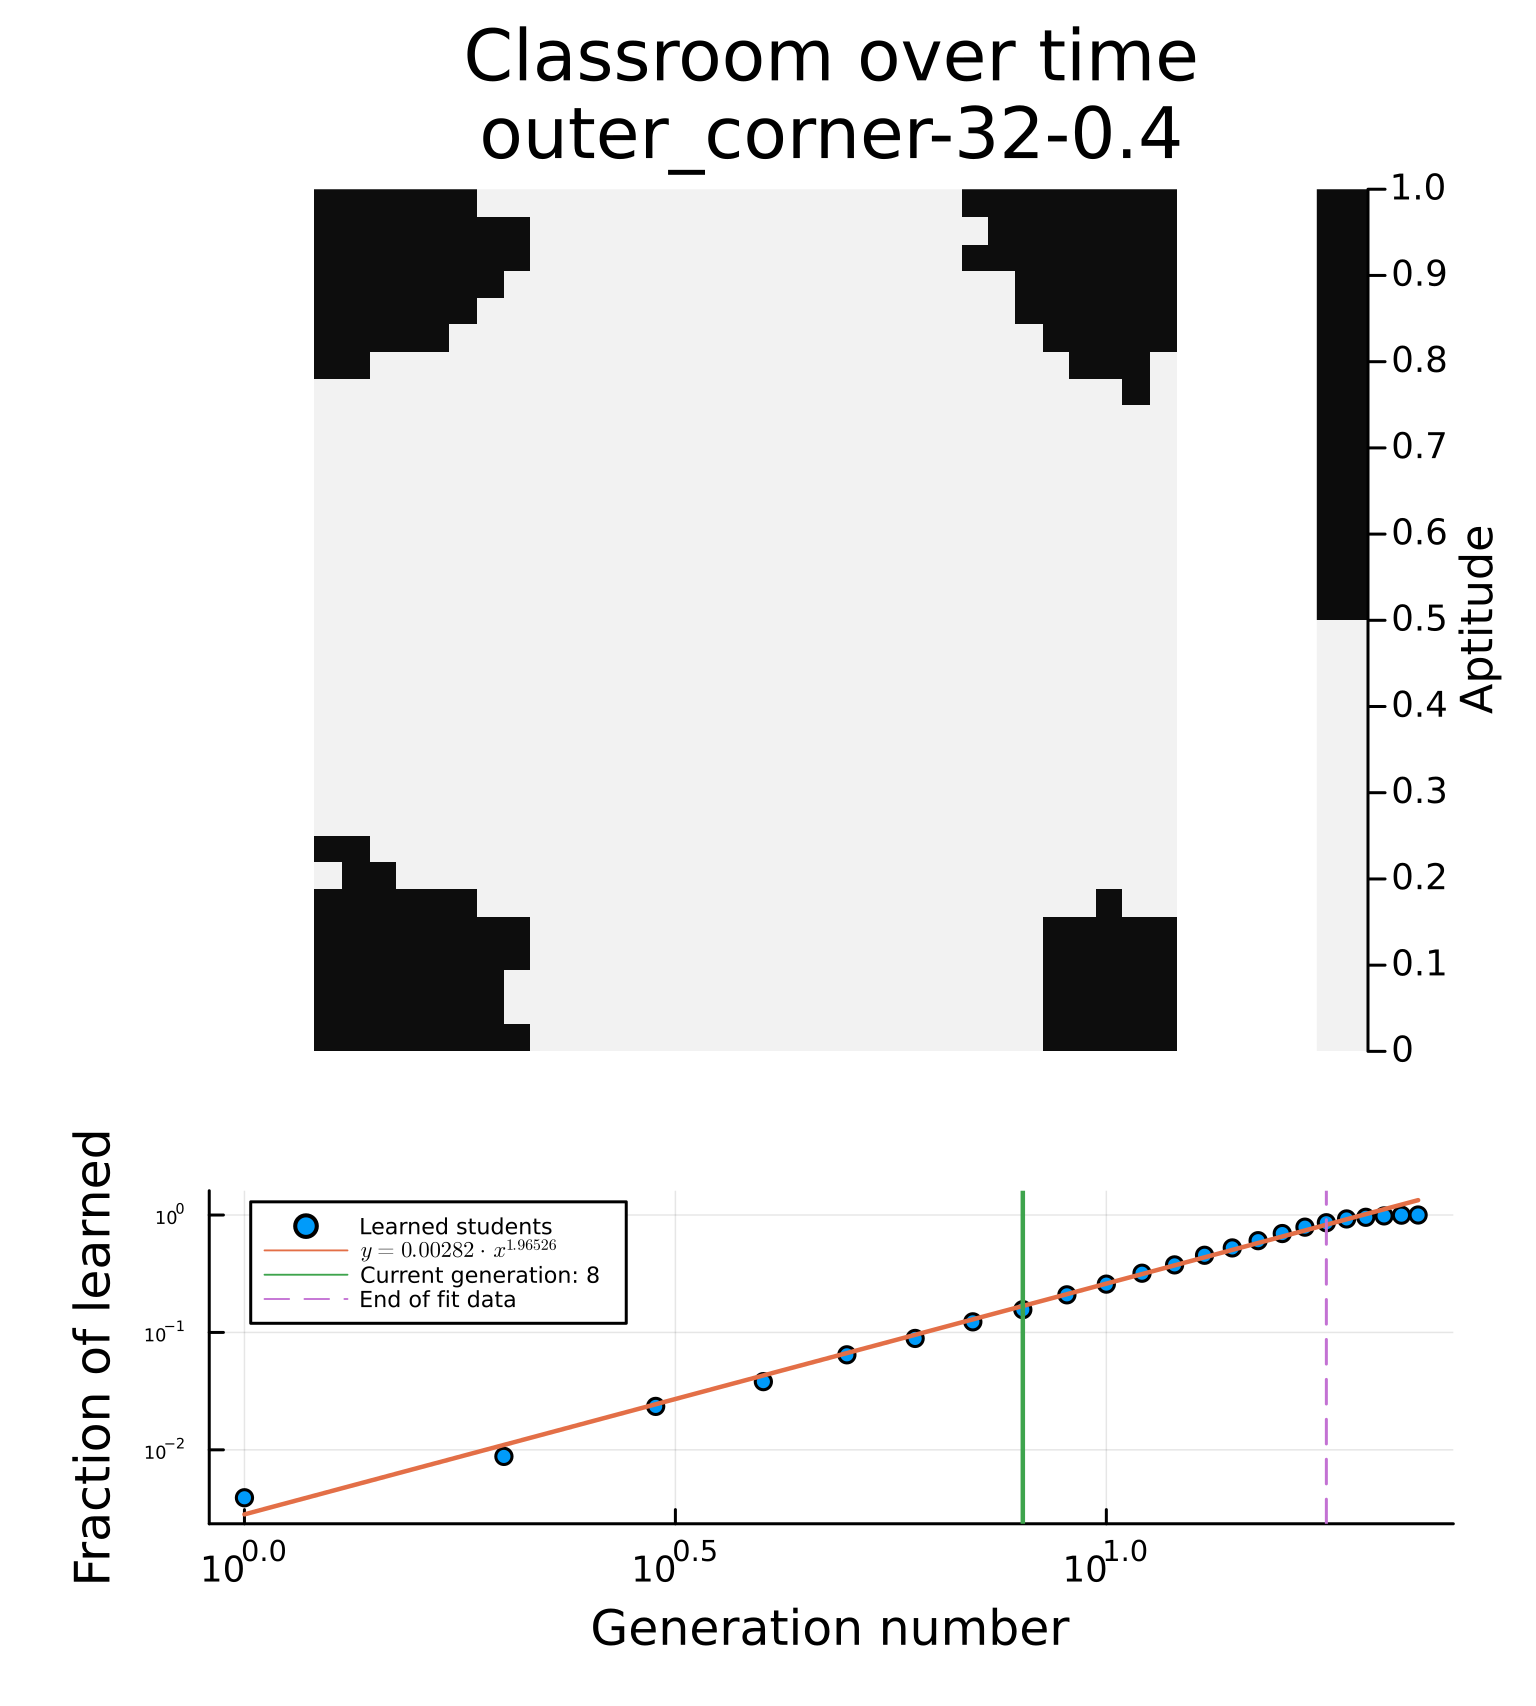 Classroom over time
outer_corner-32-0.4
1.0
0.9
0.8
0.7
0.6
0.5
0.4
0.3
0.2
0.1
0
Aptitude
Fraction of learned
10⁰
10⁻¹
10⁻²
Learned students
y = 0.00282 · x^1.96526
Current generation: 8
End of fit data
10^0.0
10^0.5
10^1.0
Generation number